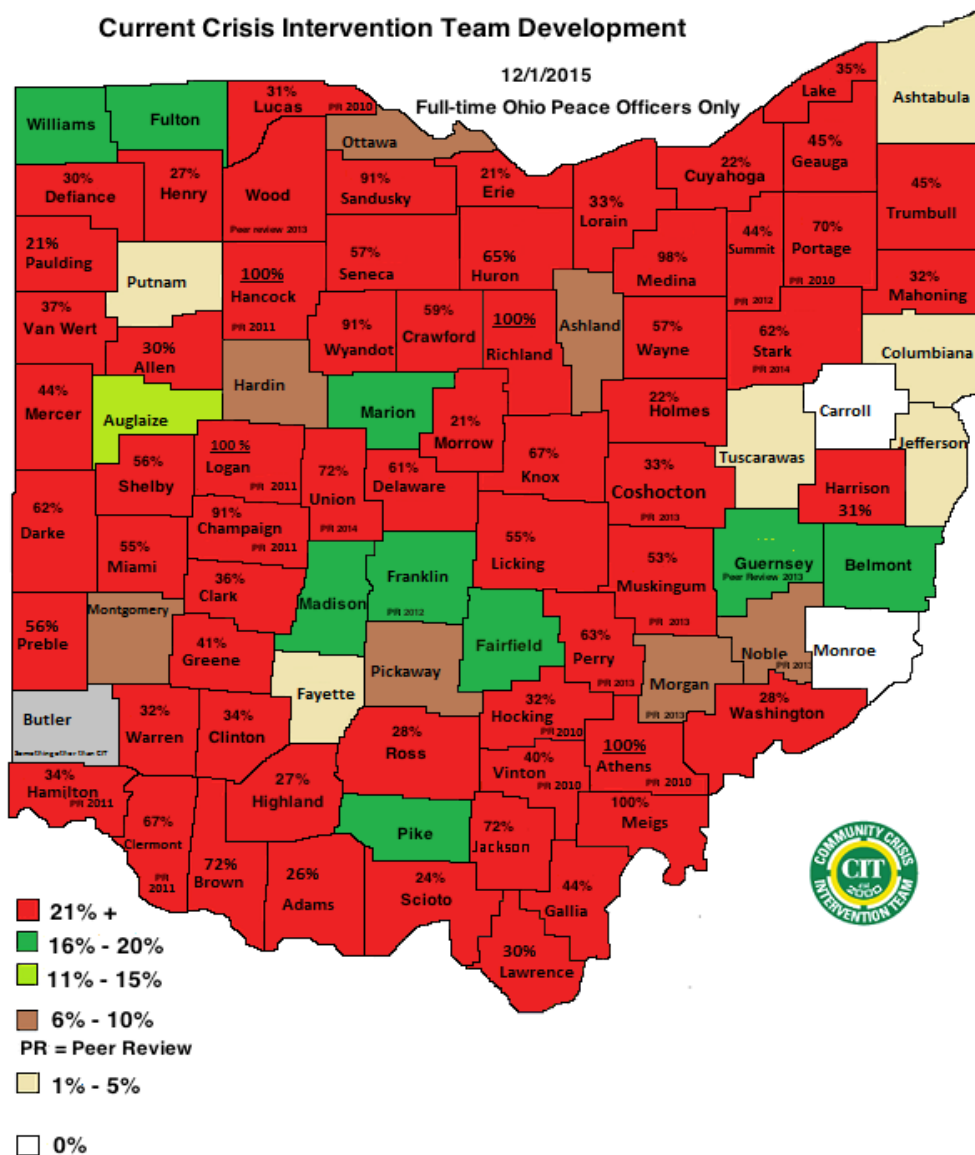 Current Crisis Intervention Team Development
12/1/2015
Full-time Ohio Peace Officers Only
Williams
Fulton
31%
Lucas
PR 2010
Ottawa
35%
Lake
Ashtabula
30%
Defiance
27%
Henry
Wood
Peer review 2013
91%
Sandusky
21%
Erie
33%
Lorain
22%
Cuyahoga
45%
Geauga
45%
Trumbull
21%
Paulding
Putnam
100%
Hancock
PR 2011
57%
Seneca
65%
Huron
98%
Medina
44%
Summit
PR 2012
70%
Portage
PR 2010
32%
Mahoning
37%
Van Wert
30%
Allen
Hardin
91%
Wyandot
59%
Crawford
100%
Richland
Ashland
57%
Wayne
62%
Stark
PR 2014
Columbiana
44%
Mercer
Auglaize
Marion
21%
Morrow
22%
Holmes
Carroll
Tuscarawas
Jefferson
56%
Shelby
100%
Logan
PR 2011
72%
Union
PR 2014
61%
Delaware
67%
Knox
33%
Coshocton
PR 2013
Harrison
31%
62%
Darke
55%
Miami
91%
Champaign
PR 2011
36%
Clark
Madison
Franklin
PR 2012
55%
Licking
53%
Muskingum
PR 2013
Guernsey
Peer Review 2013
Belmont
56%
Preble
Montgomery
41%
Greene
Fayette
Pickaway
Fairfield
63%
Perry
PR 2013
Morgan
PR 2013
Noble
PR 2013
Monroe
Butler
Something other than CIT
32%
Warren
34%
Clinton
28%
Ross
32%
Hocking
PR 2010
40%
Vinton
PR 2010
100%
Athens
PR 2010
28%
Washington
34%
Hamilton
PR 2011
67%
Clermont
PR
2011
72%
Brown
27%
Highland
26%
Adams
Pike
24%
Scioto
72%
Jackson
100%
Meigs
44%
Gallia
30%
Lawrence
COMMUNITY CRISIS
CIT
est
2000
INTERVENTION TEAM
21% +
16% - 20%
11% - 15%
6% - 10%
PR = Peer Review
1% - 5%
0%